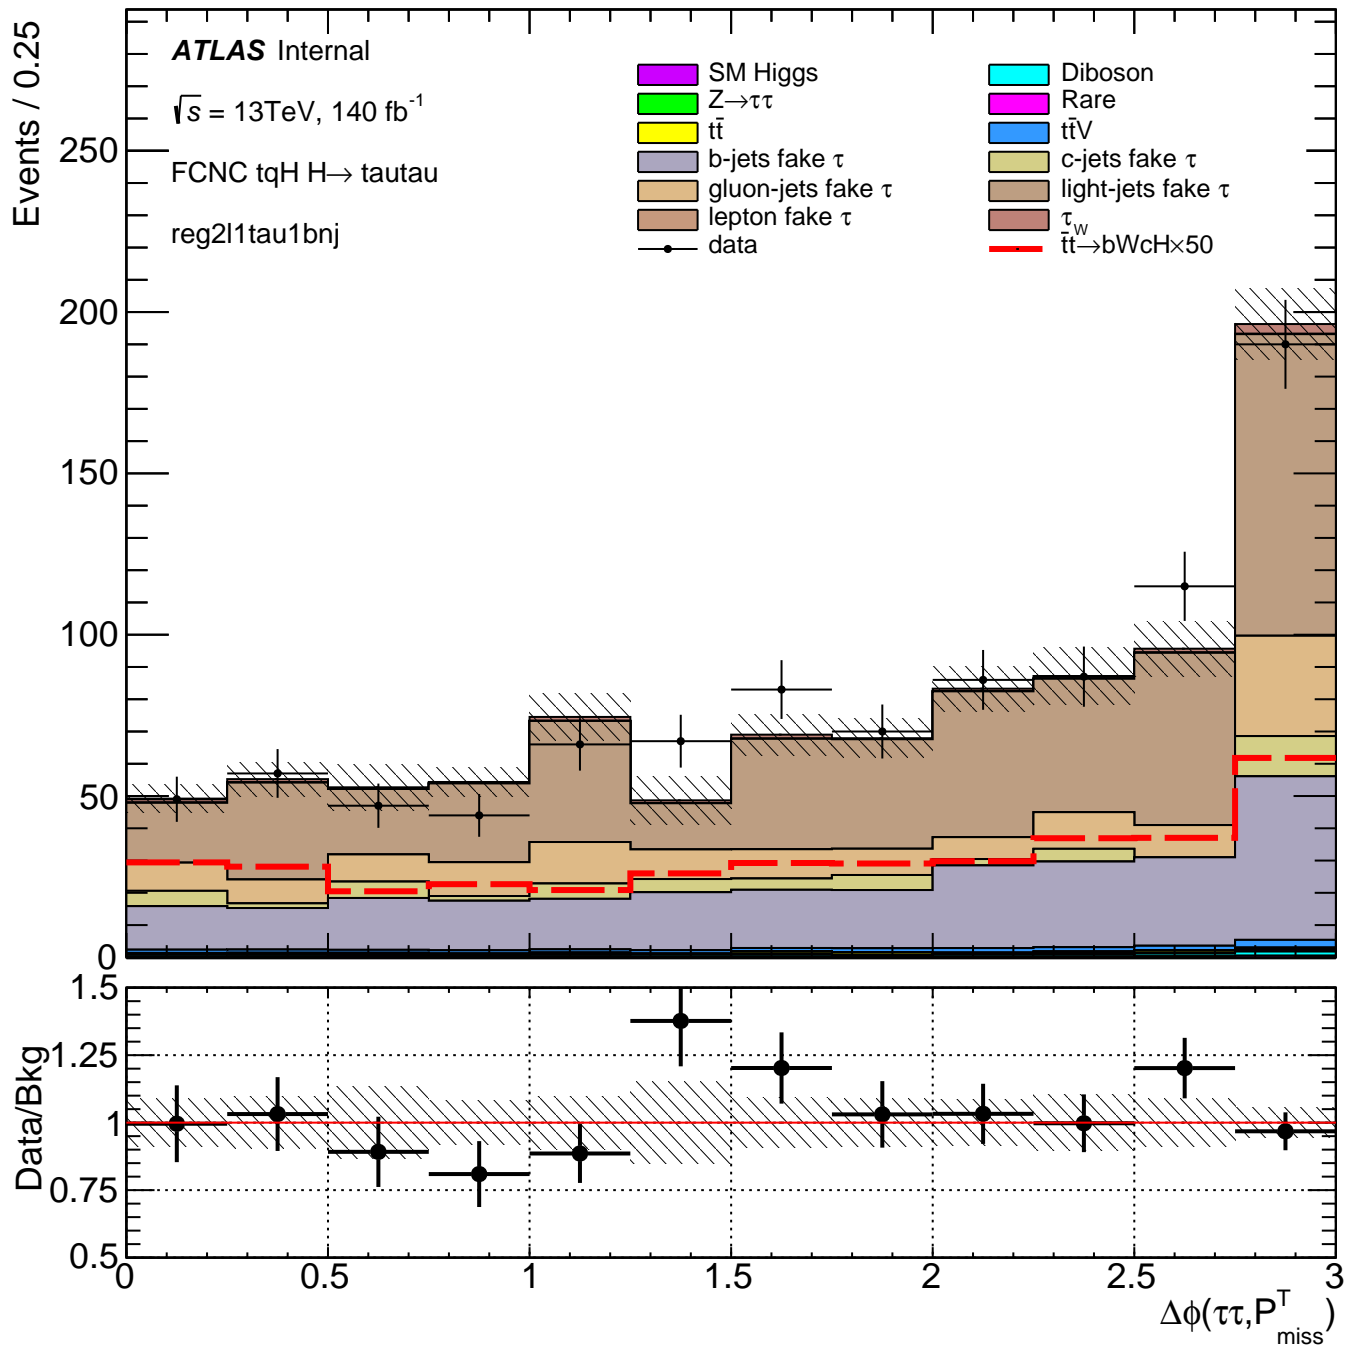 Events / 0.25
ATLAS Internal
√s = 13TeV, 140 fb⁻¹
FCNC tqH H→ tautau
reg2l1tau1bnj
SM Higgs
Z→ττ
tt̄
b-jets fake τ
gluon-jets fake τ
lepton fake τ
data
Diboson
Rare
tt̄V
c-jets fake τ
light-jets fake τ
τ_W
t̄t→bWcH×50
250
200
150
100
50
0
Data/Bkg
1.5
1.25
1
0.75
0.5
0 0.5 1 1.5 2 2.5 3
Δϕ(ττ,P^T_miss)